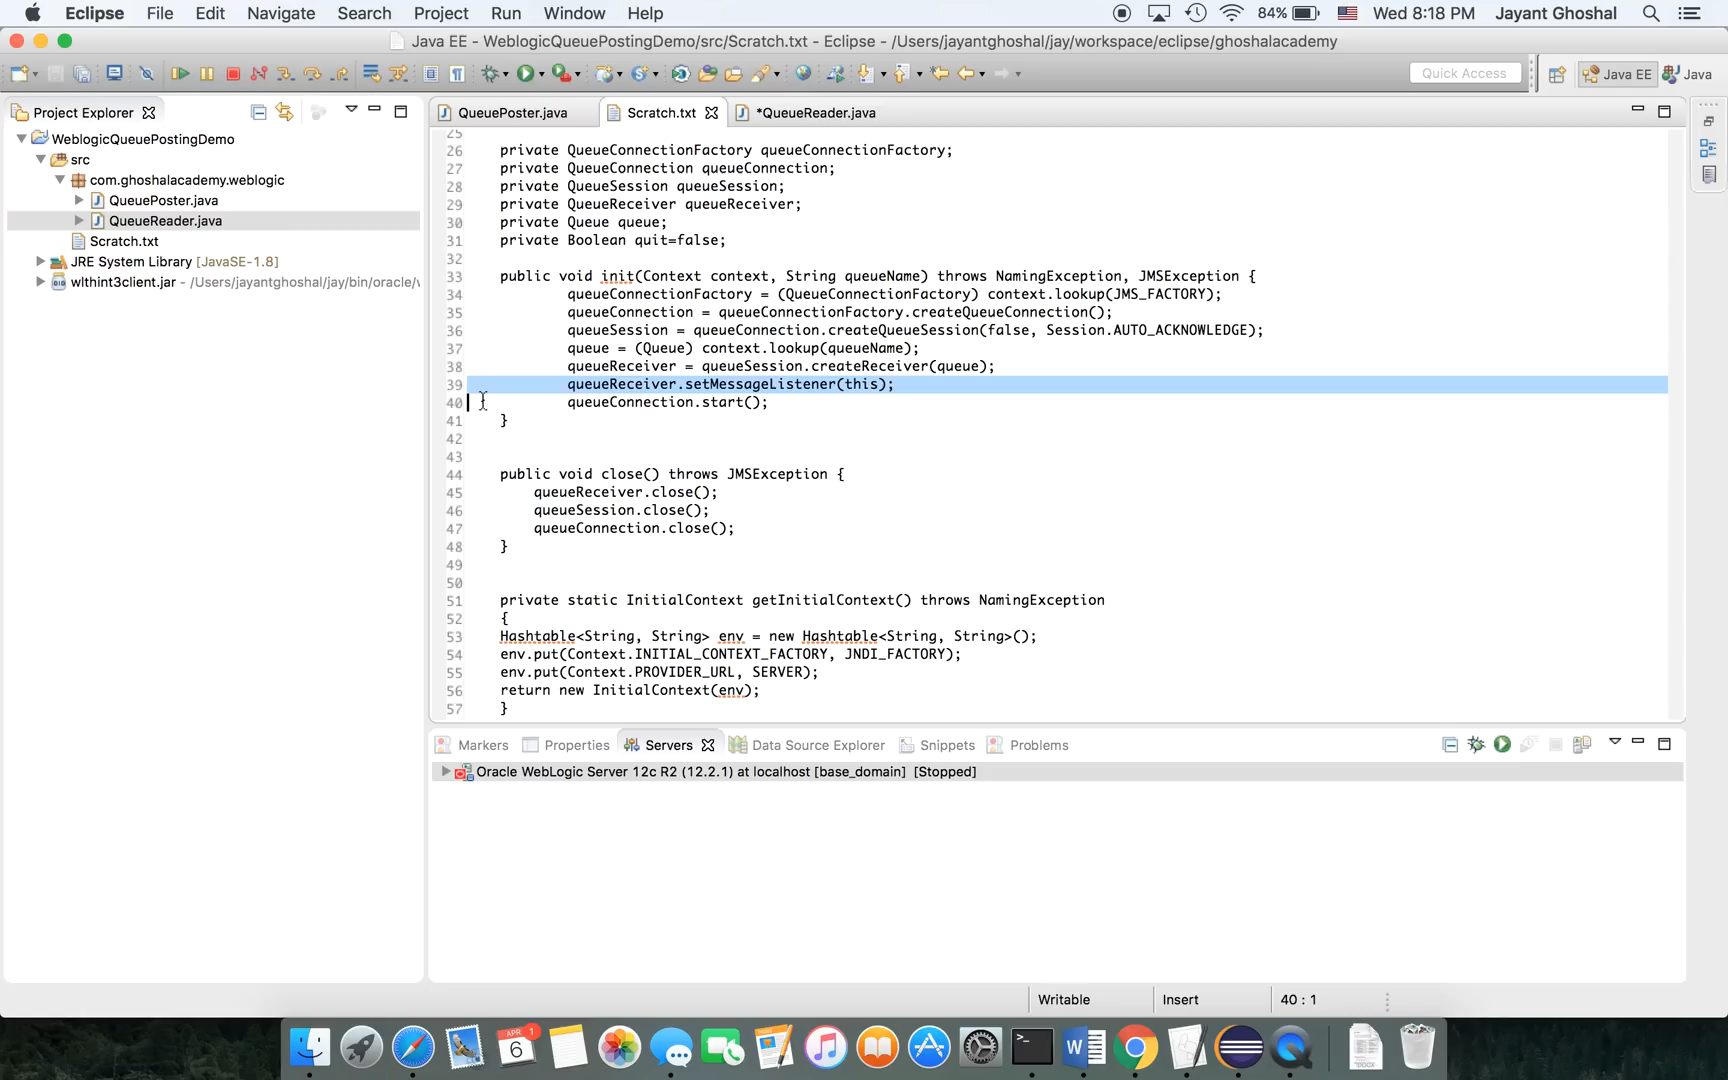 Eclipse File Edit Navigate Search Project Run Window Help 84% Wed 8:18 PM Jayant Ghoshal
Java EE - WeblogicQueuePostingDemo/src/Scratch.txt - Eclipse - /Users/jayantghoshal/jay/workspace/eclipse/ghoshalacademy
Quick Access Java EE Java
Project Explorer
WeblogicQueuePostingDemo
src
com.ghoshalacademy.weblogic
QueuePoster.java
QueueReader.java
Scratch.txt
JRE System Library [JavaSE-1.8]
wlthint3client.jar - /Users/jayantghoshal/jay/bin/oracle/
QueuePoster.java Scratch.txt *QueueReader.java
25
26 private QueueConnectionFactory queueConnectionFactory;
27 private QueueConnection queueConnection;
28 private QueueSession queueSession;
29 private QueueReceiver queueReceiver;
30 private Queue queue;
31 private Boolean quit=false;
32
33 public void init(Context context, String queueName) throws NamingException, JMSException {
34 queueConnectionFactory = (QueueConnectionFactory) context.lookup(JMS_FACTORY);
35 queueConnection = queueConnectionFactory.createQueueConnection();
36 queueSession = queueConnection.createQueueSession(false, Session.AUTO_ACKNOWLEDGE);
37 queue = (Queue) context.lookup(queueName);
38 queueReceiver = queueSession.createReceiver(queue);
39 queueReceiver.setMessageListener(this);
40 queueConnection.start();
41 }
42
43
44 public void close() throws JMSException {
45 queueReceiver.close();
46 queueSession.close();
47 queueConnection.close();
48 }
49
50
51 private static InitialContext getInitialContext() throws NamingException
52 {
53 Hashtable<String, String> env = new Hashtable<String, String>();
54 env.put(Context.INITIAL_CONTEXT_FACTORY, JNDI_FACTORY);
55 env.put(Context.PROVIDER_URL, SERVER);
56 return new InitialContext(env);
57 }
Markers Properties Servers Data Source Explorer Snippets Problems
Oracle WebLogic Server 12c R2 (12.2.1) at localhost [base_domain] [Stopped]
Writable Insert 40 : 1
APR 6 1